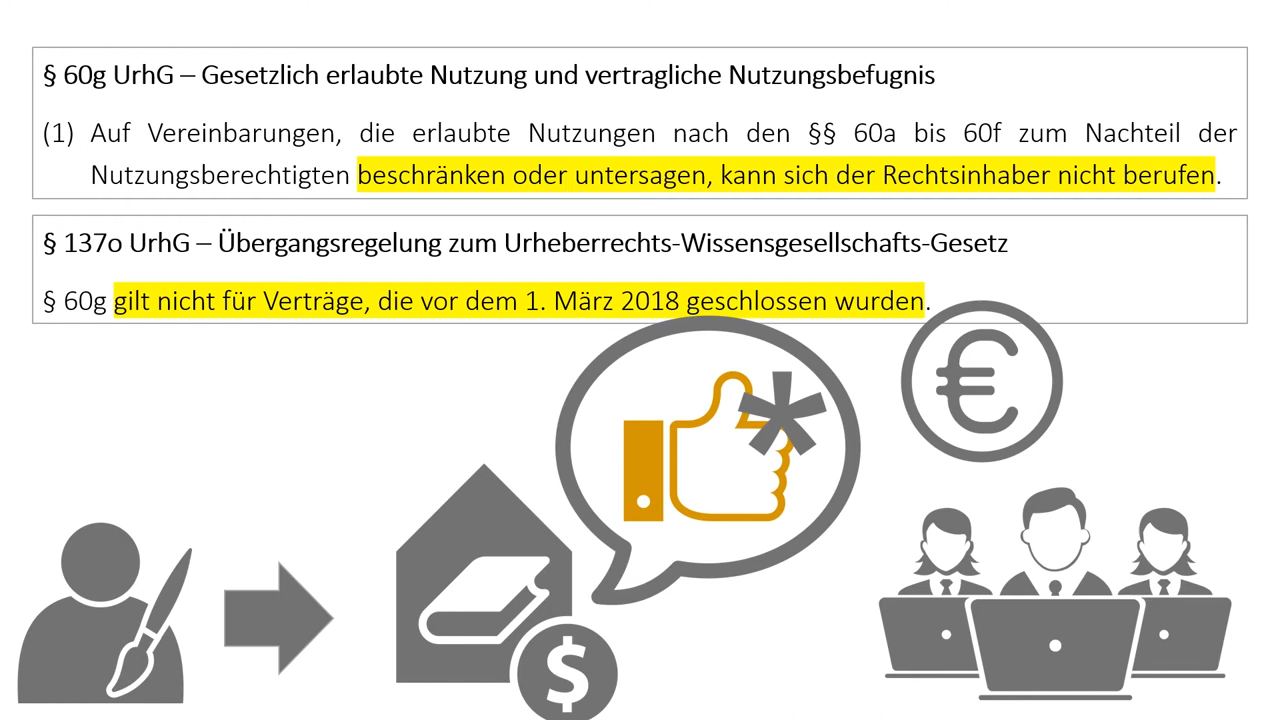 § 60g UrhG – Gesetzlich erlaubte Nutzung und vertragliche Nutzungsbefugnis
(1) Auf Vereinbarungen, die erlaubte Nutzungen nach den §§ 60a bis 60f zum Nachteil der
Nutzungsberechtigten beschränken oder untersagen, kann sich der Rechtsinhaber nicht berufen.
§ 137o UrhG – Übergangsregelung zum Urheberrechts-Wissensgesellschafts-Gesetz
§ 60g gilt nicht für Verträge, die vor dem 1. März 2018 geschlossen wurden.
€
*
$